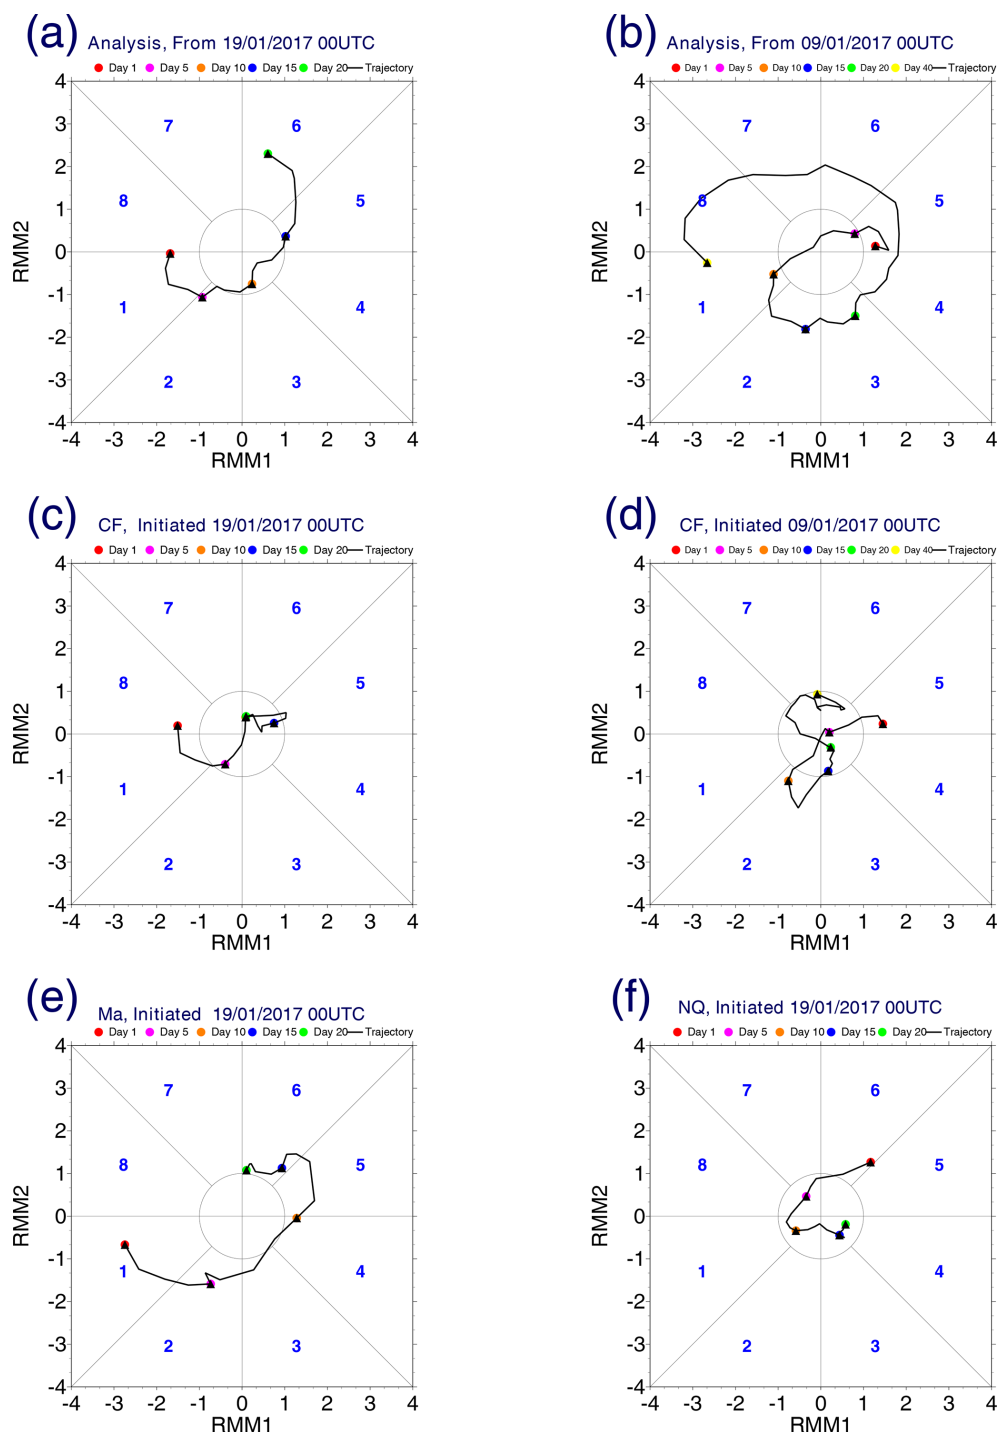 (a)
Analysis, From 19/01/2017 00UTC
Day 1 Day 5 Day 10 Day 15 Day 20 Trajectory
4
3
2
1
0
-1
-2
-3
-4
RMM2
7 6
8 5
1 4
2 3
-4 -3 -2 -1 0 1 2 3 4
RMM1
(b)
Analysis, From 09/01/2017 00UTC
Day 1 Day 5 Day 10 Day 15 Day 20 Day 40 Trajectory
4
3
2
1
0
-1
-2
-3
-4
RMM2
7 6
8 5
1 4
2 3
-4 -3 -2 -1 0 1 2 3 4
RMM1
(c)
CF, Initiated 19/01/2017 00UTC
Day 1 Day 5 Day 10 Day 15 Day 20 Trajectory
4
3
2
1
0
-1
-2
-3
-4
RMM2
7 6
8 5
1 4
2 3
-4 -3 -2 -1 0 1 2 3 4
RMM1
(d)
CF, Initiated 09/01/2017 00UTC
Day 1 Day 5 Day 10 Day 15 Day 20 Day 40 Trajectory
4
3
2
1
0
-1
-2
-3
-4
RMM2
7 6
8 5
1 4
2 3
-4 -3 -2 -1 0 1 2 3 4
RMM1
(e)
Ma, Initiated 19/01/2017 00UTC
Day 1 Day 5 Day 10 Day 15 Day 20 Trajectory
4
3
2
1
0
-1
-2
-3
-4
RMM2
7 6
8 5
1 4
2 3
-4 -3 -2 -1 0 1 2 3 4
RMM1
(f)
NQ, Initiated 19/01/2017 00UTC
Day 1 Day 5 Day 10 Day 15 Day 20 Trajectory
4
3
2
1
0
-1
-2
-3
-4
RMM2
7 6
8 5
1 4
2 3
-4 -3 -2 -1 0 1 2 3 4
RMM1